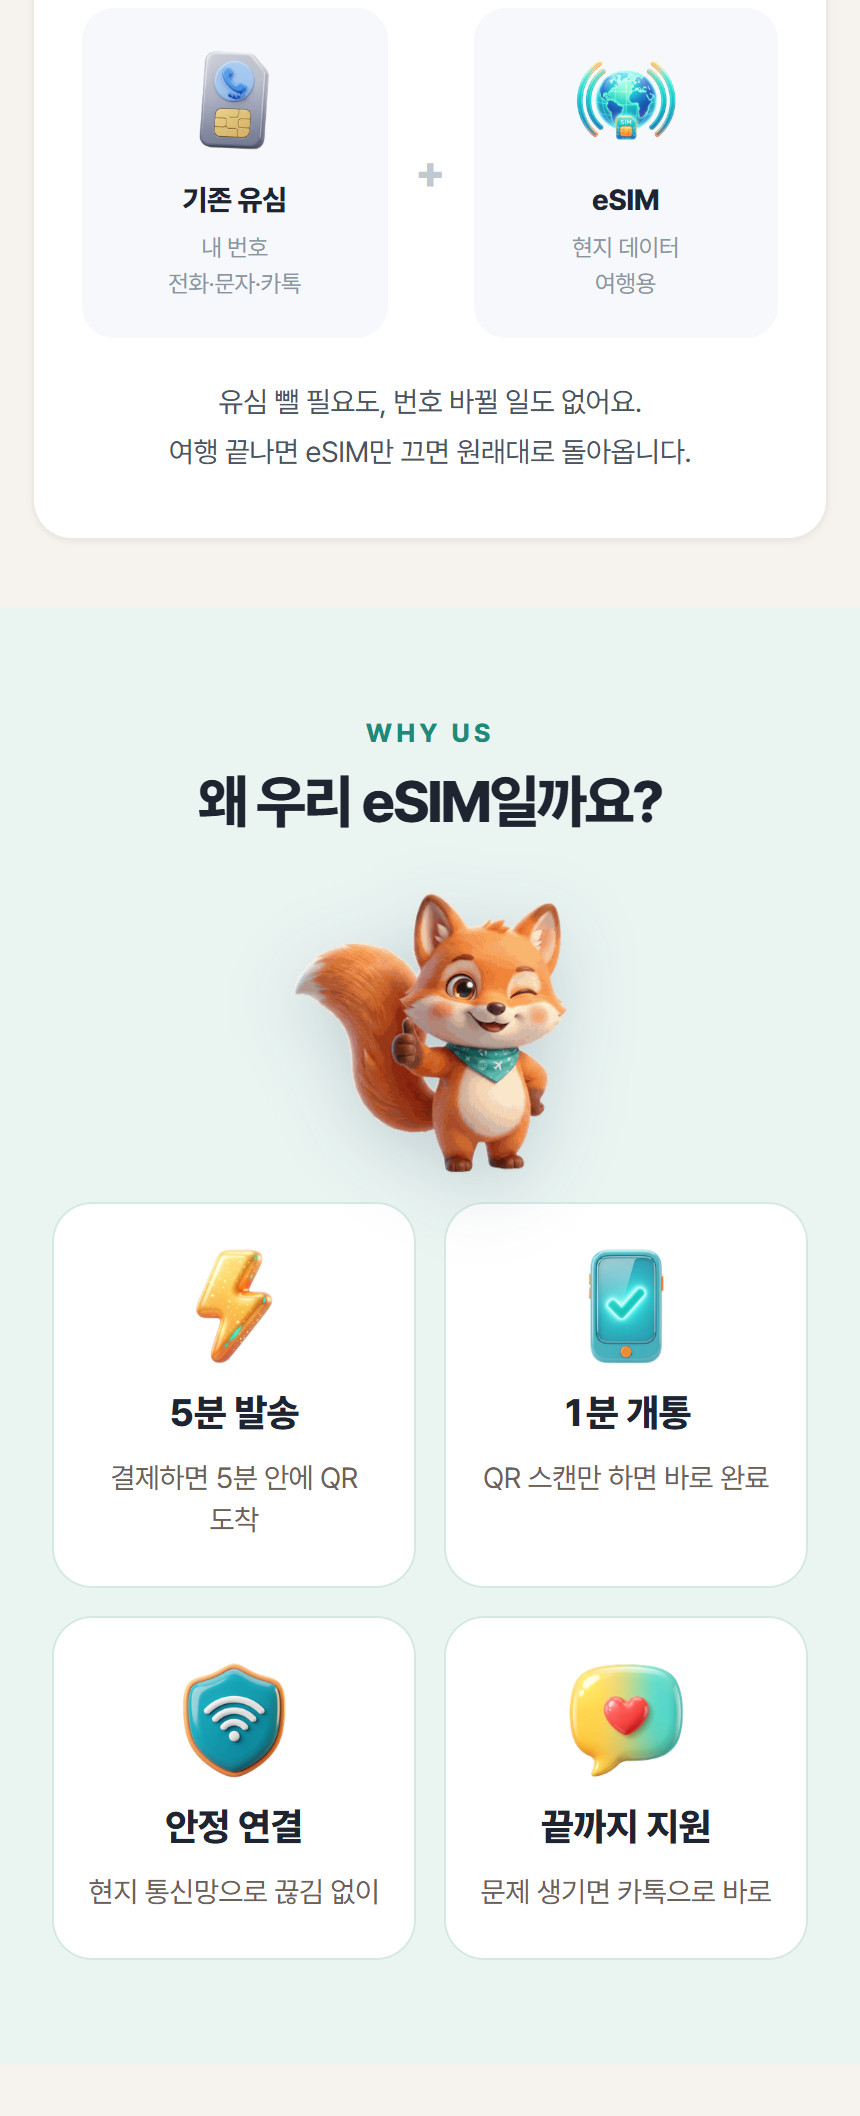 기존 유심
내 번호
전화·문자·카톡
+
eSIM
현지 데이터
여행용
유심 뺄 필요도, 번호 바뀔 일도 없어요.
여행 끝나면 eSIM만 끄면 원래대로 돌아옵니다.
WHY US
왜 우리 eSIM일까요?
5분 발송
결제하면 5분 안에 QR
도착
1분 개통
QR 스캔만 하면 바로 완료
안정 연결
현지 통신망으로 끊김 없이
끝까지 지원
문제 생기면 카톡으로 바로